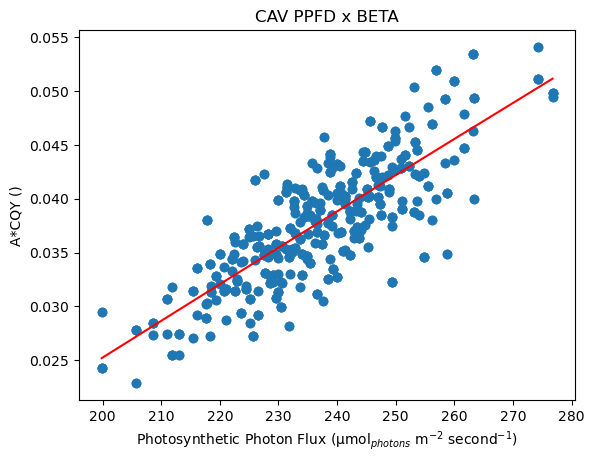 CAV PPFD x BETA
0.055
0.050
0.045
0.040
0.035
0.030
0.025
A*CQY ()
200 210 220 230 240 250 260 270 280
Photosynthetic Photon Flux (μmol$_{photons}$ m$^{-2}$ second$^{-1}$)